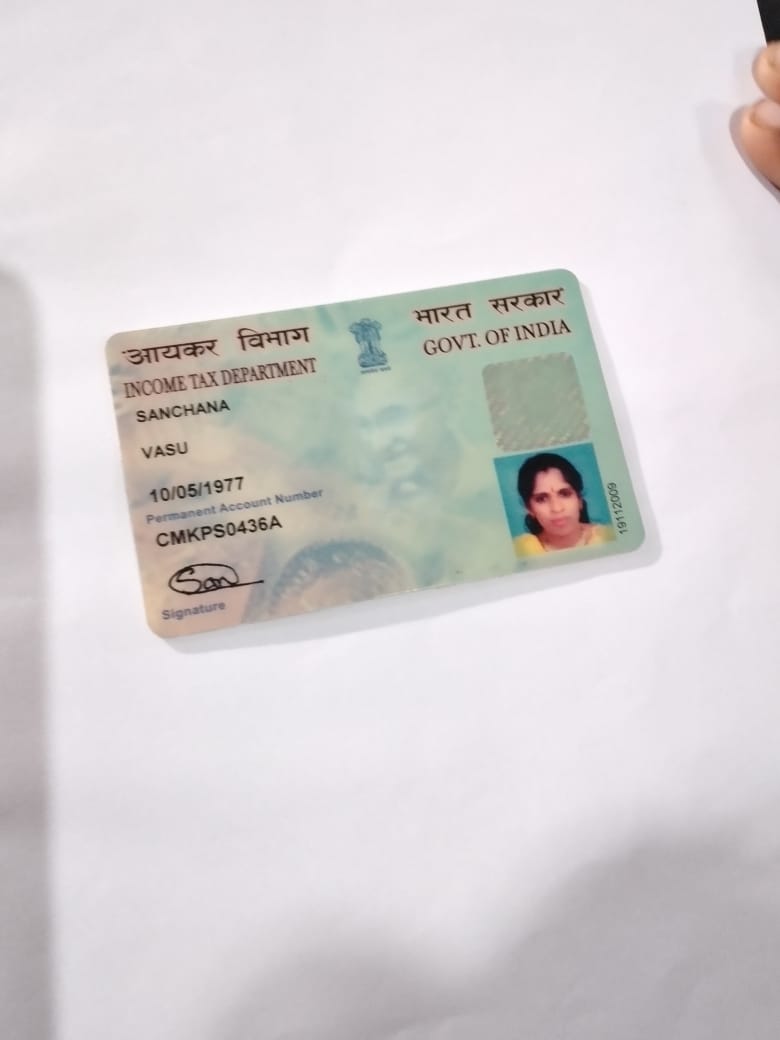 आयकर विभाग
INCOME TAX DEPARTMENT
भारत सरकार
GOVT. OF INDIA
SANCHANA
VASU
10/05/1977
Permanent Account Number
CMKPS0436A
San
Signature
19112009